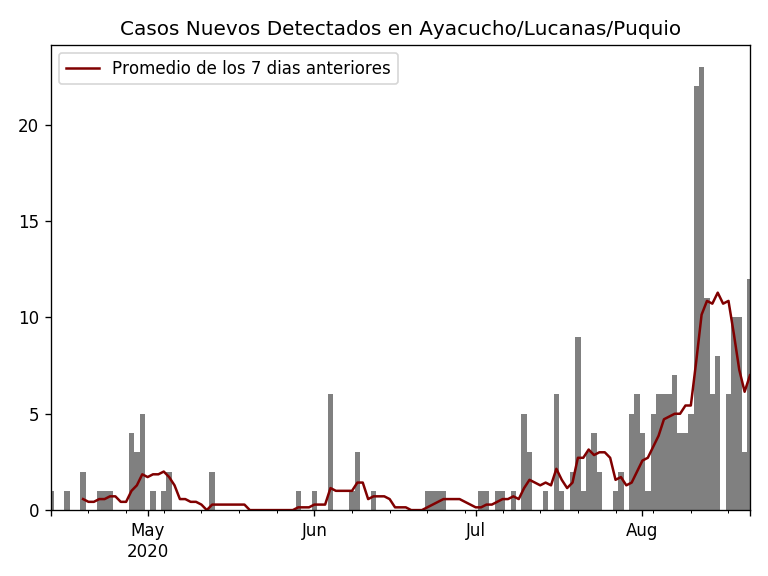 Casos Nuevos Detectados en Ayacucho/Lucanas/Puquio
Promedio de los 7 dias anteriores
20
15
10
5
0
May Jun Jul Aug
2020